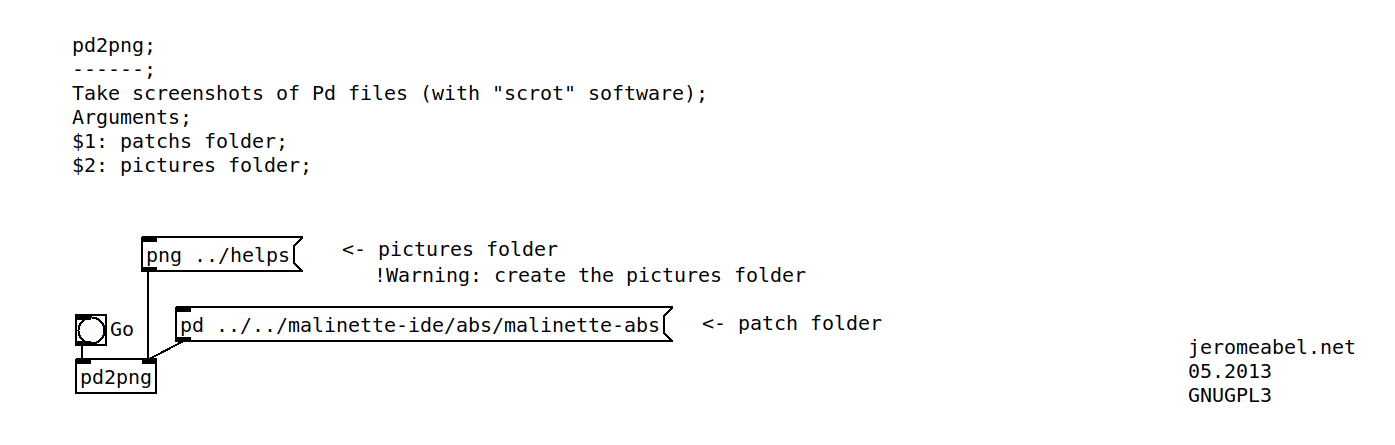 pd2png;
------;
Take screenshots of Pd files (with "scrot" software);
Arguments;
$1: patchs folder;
$2: pictures folder;
png ../helps
<- pictures folder
!Warning: create the pictures folder
Go
pd ../../malinette-ide/abs/malinette-abs
<- patch folder
pd2png
jeromeabel.net
05.2013
GNUGPL3